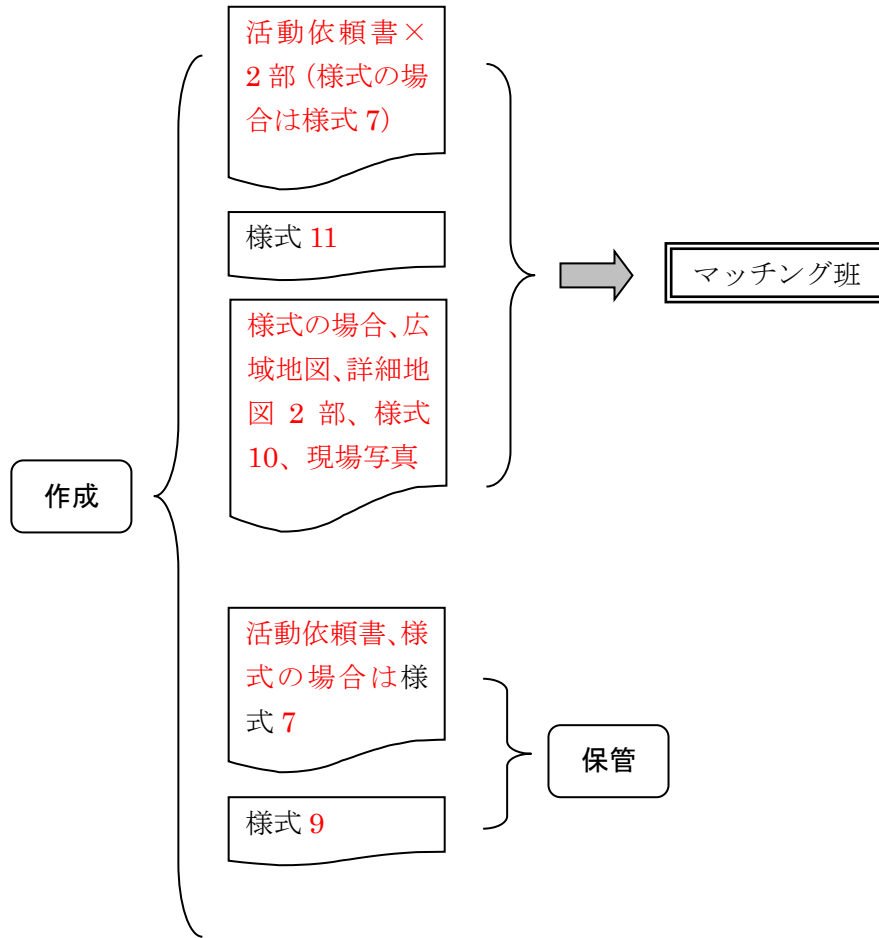 活動依頼書×
2部(様式の場
合は様式7)
様式11
様式の場合、広
域地図、詳細地
図2部、様式
10、現場写真
マッチング班
作成
活動依頼書、様
式の場合は様
式7
様式9
保管